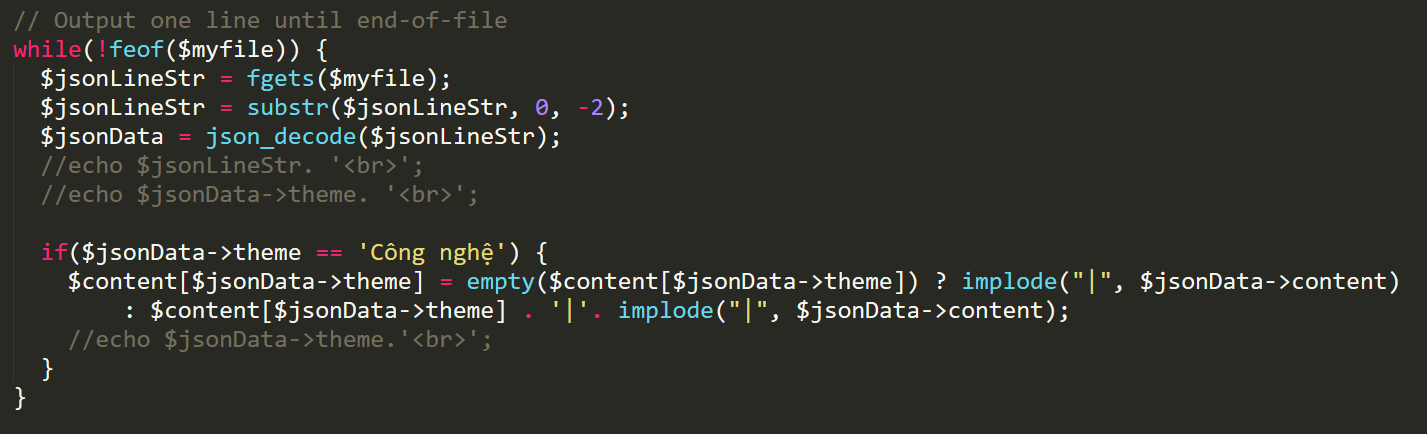 // Output one line until end-of-file
while(!feof($myfile)) {
  $jsonLineStr = fgets($myfile);
  $jsonLineStr = substr($jsonLineStr, 0, -2);
  $jsonData = json_decode($jsonLineStr);
  //echo $jsonLineStr. '<br>';
  //echo $jsonData->theme. '<br>';

  if($jsonData->theme == 'Công nghệ') {
    $content[$jsonData->theme] = empty($content[$jsonData->theme]) ? implode("|", $jsonData->content)
        : $content[$jsonData->theme] . '|'. implode("|", $jsonData->content);
    //echo $jsonData->theme.'<br>';
  }
}